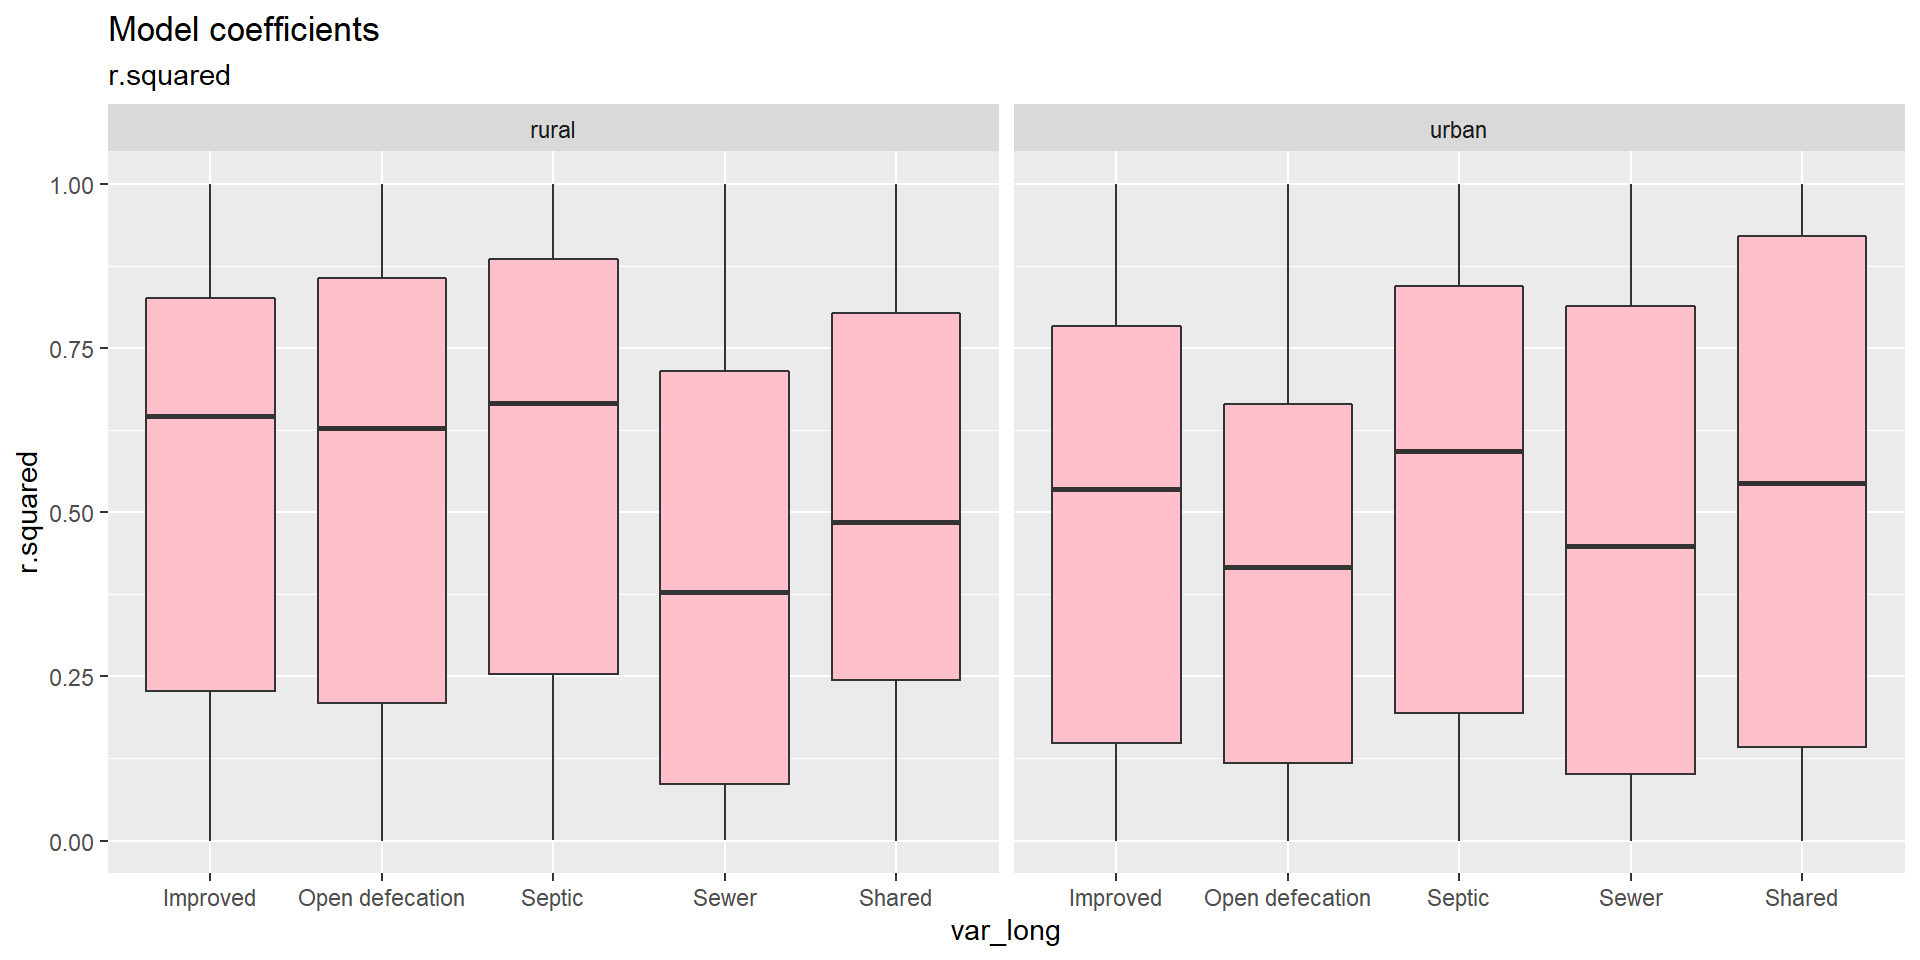 Model coefficients
r.squared
rural
urban
r.squared
1.00
0.75
0.50
0.25
0.00
Improved Open defecation Septic Sewer Shared
Improved Open defecation Septic Sewer Shared
var_long